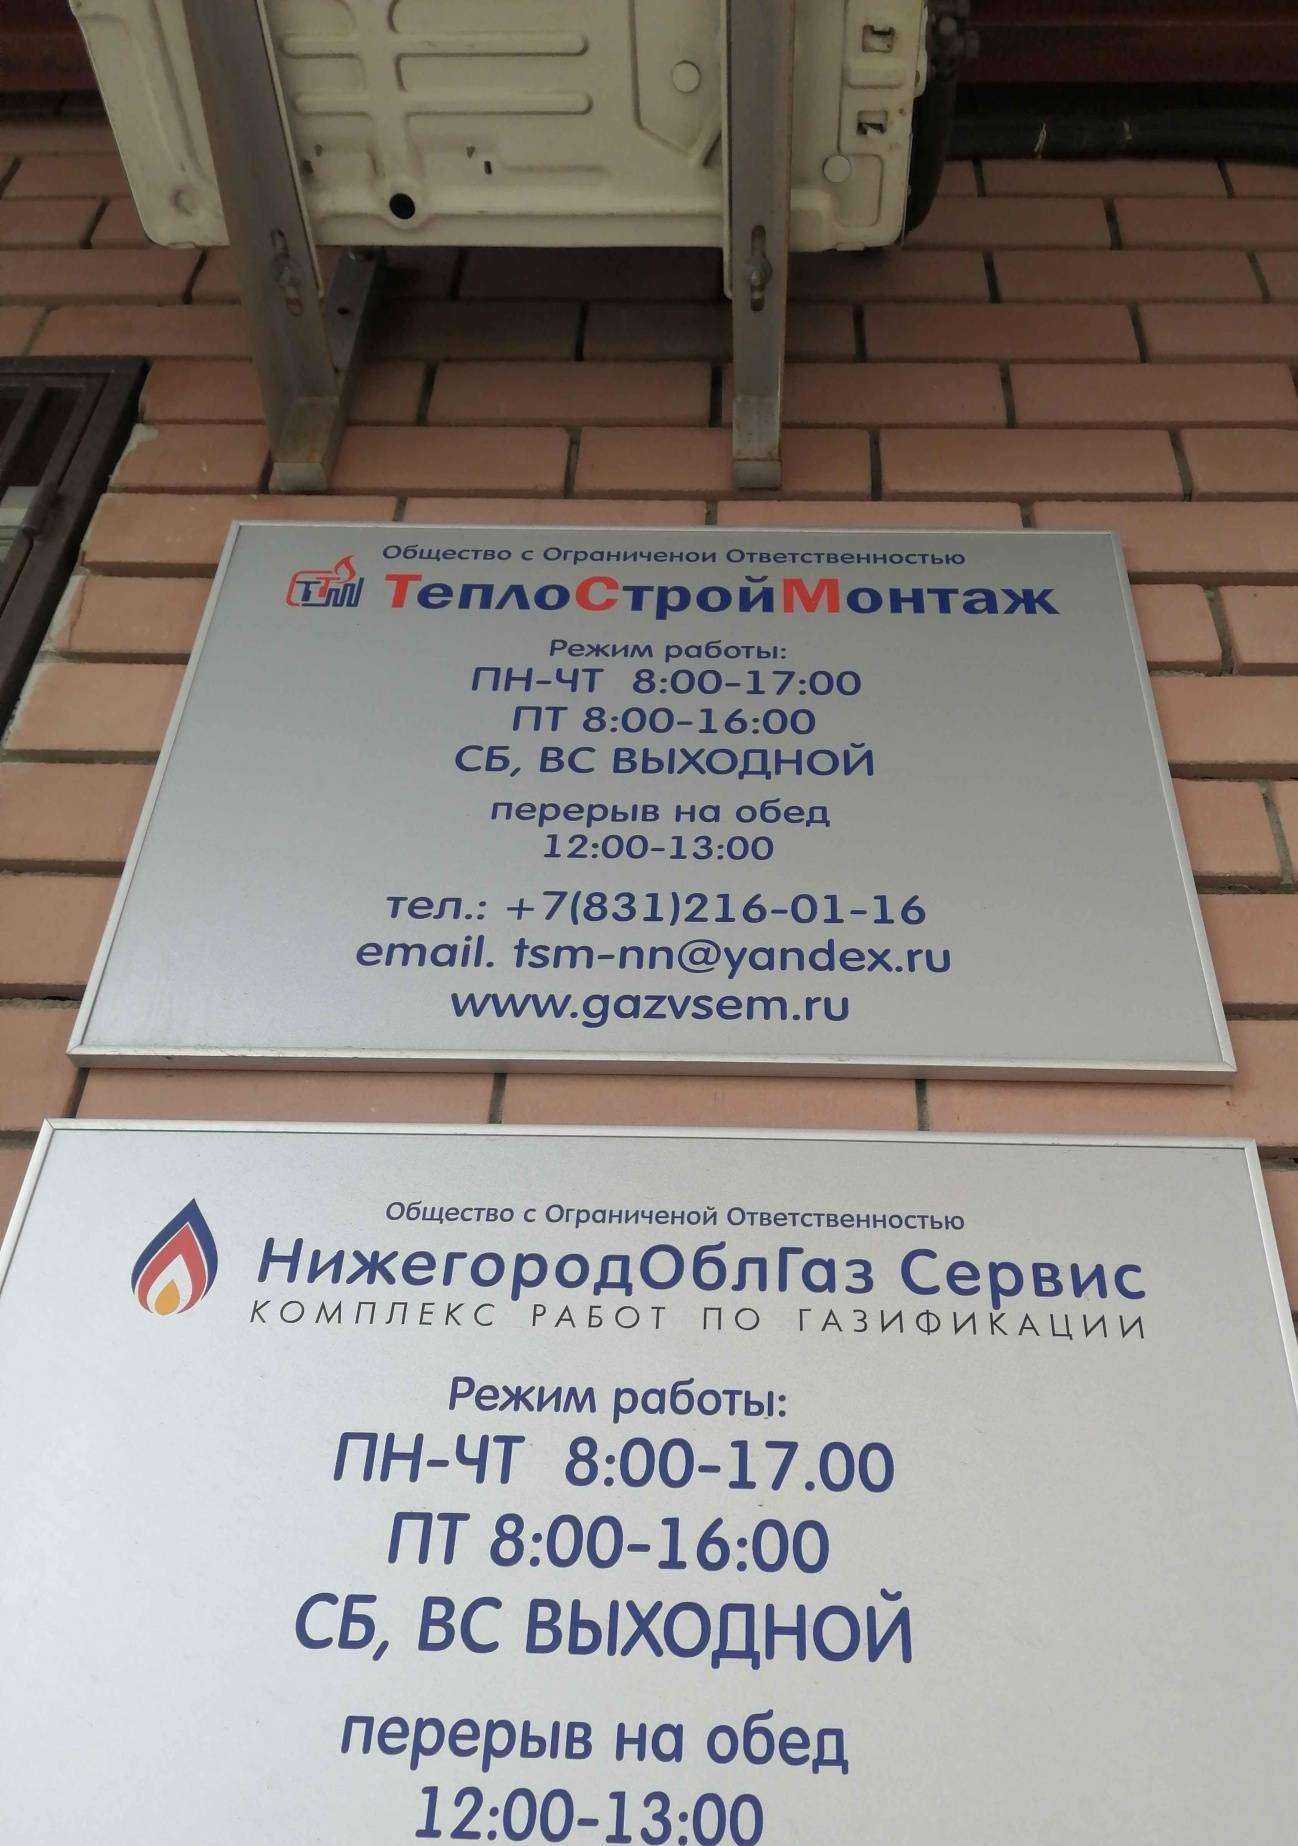 Общество с Ограниченои Ответственностью
ТТМ ТеплоСтройМонтаж
Режим работы:
ПН-ЧТ 8:00-17:00
ПТ 8:00-16:00
СБ, ВС ВЫХОДНОЙ
перерыв на обед
12:00-13:00
тел.: +7(831)216-01-16
email. tsm-nn@yandex.ru
www.gazvsem.ru
Общество с Ограниченой Ответственностью
НижегородОблГаз Сервис
КОМПЛЕКС РАБОТ ПО ГАЗИФИКАЦИИ
Режим работы:
ПН-ЧТ 8:00-17.00
ПТ 8:00-16:00
СБ, ВС ВЫХОДНОЙ
перерыв на обед
12:00-13:00